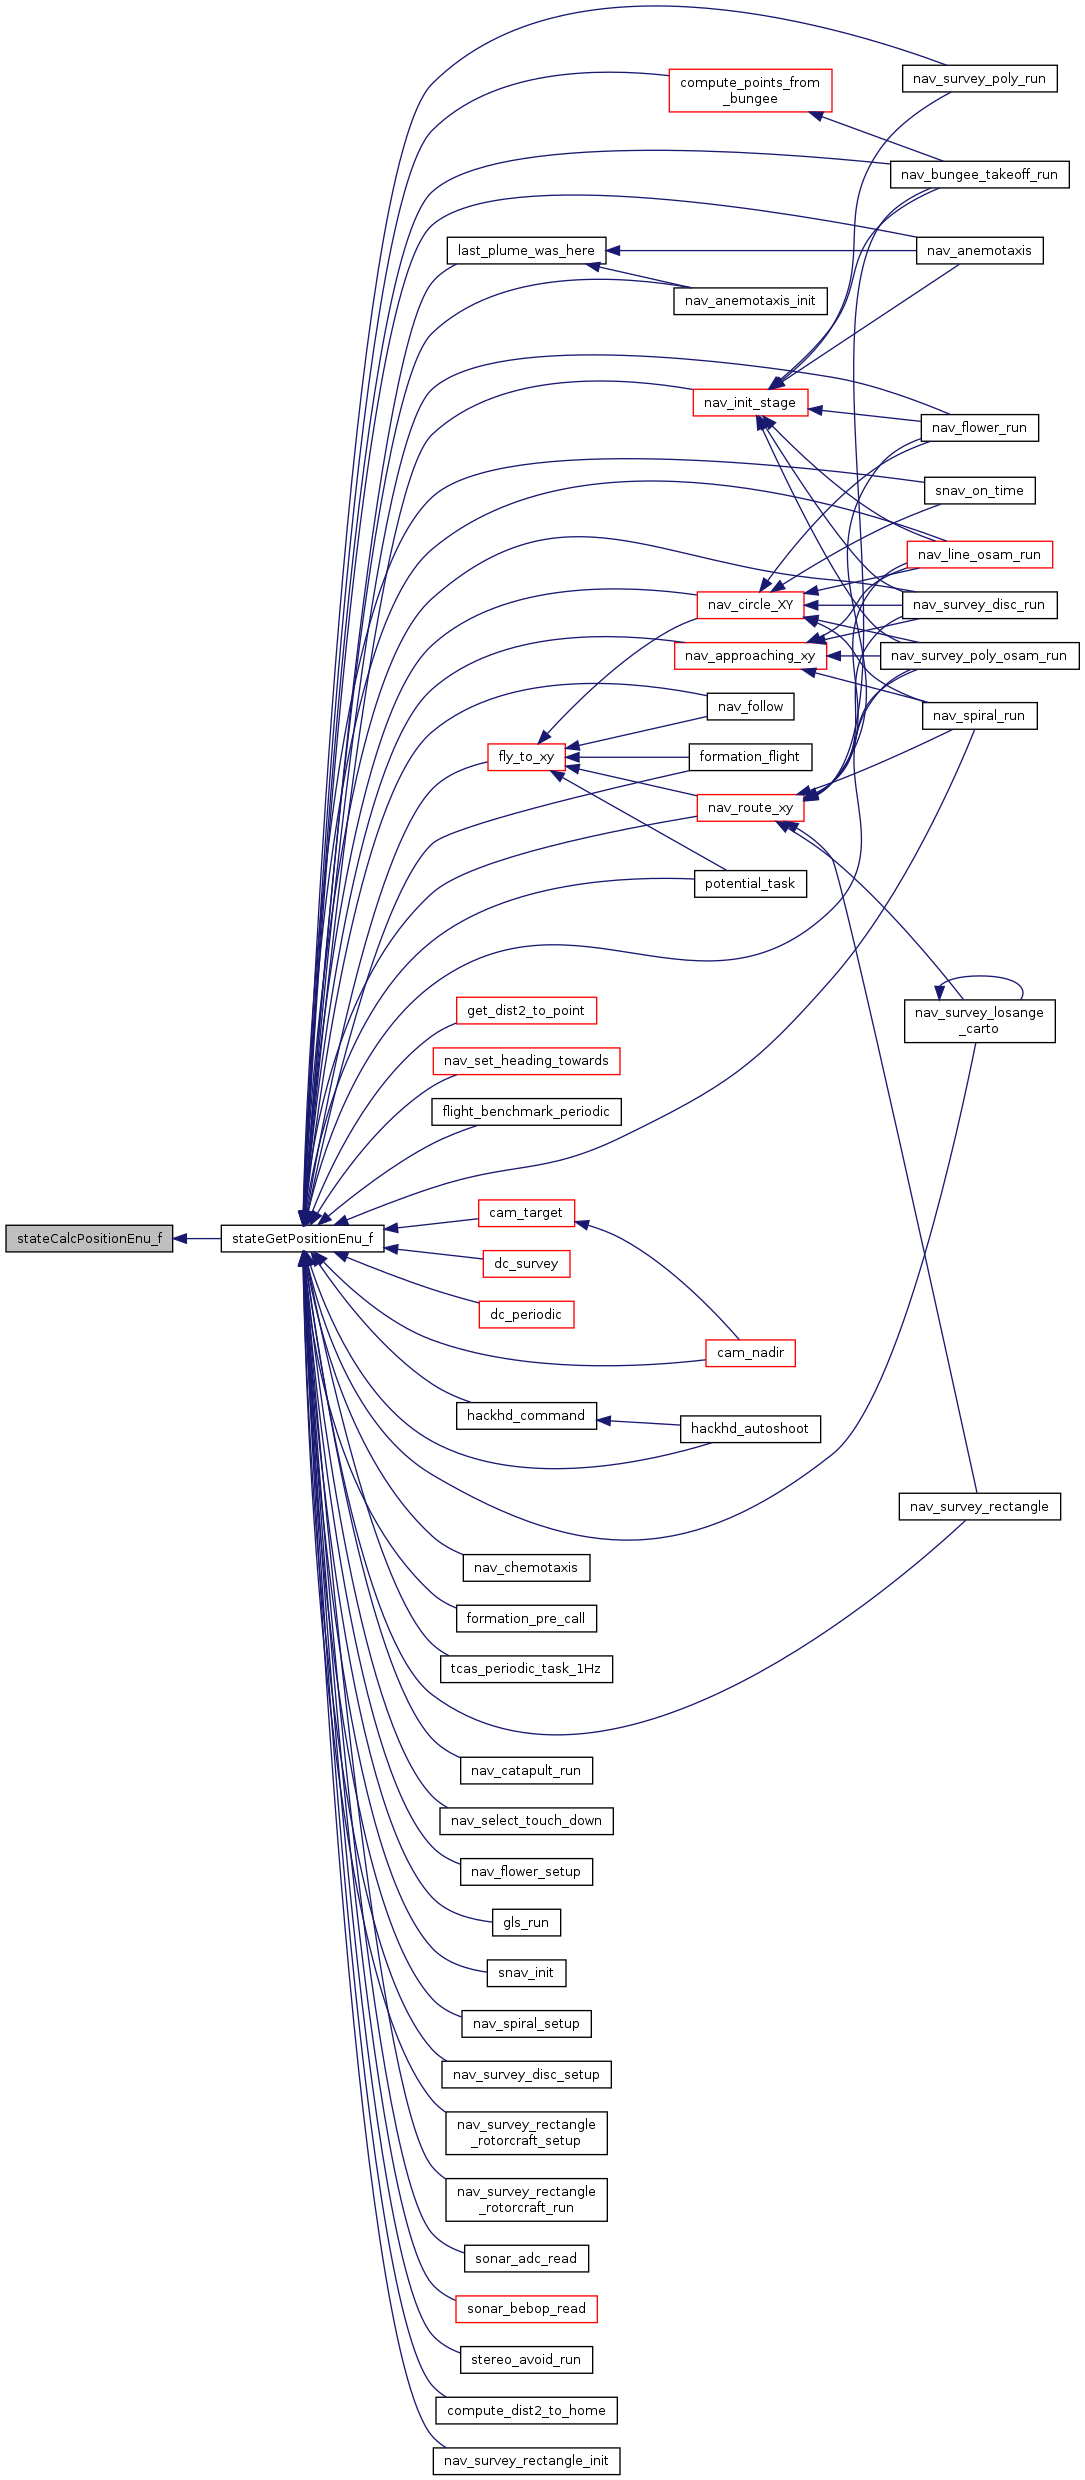 nav_survey_poly_run
compute_points_from
_bungee
nav_bungee_takeoff_run
last_plume_was_here
nav_anemotaxis
nav_anemotaxis_init
nav_init_stage
nav_flower_run
snav_on_time
nav_line_osam_run
nav_circle_XY
nav_survey_disc_run
nav_approaching_xy
nav_survey_poly_osam_run
nav_follow
nav_spiral_run
fly_to_xy
formation_flight
nav_route_xy
potential_task
get_dist2_to_point
nav_survey_losange
_carto
nav_set_heading_towards
flight_benchmark_periodic
cam_target
stateCalcPositionEnu_f
stateGetPositionEnu_f
dc_survey
dc_periodic
cam_nadir
hackhd_command
hackhd_autoshoot
nav_survey_rectangle
nav_chemotaxis
formation_pre_call
tcas_periodic_task_1Hz
nav_catapult_run
nav_select_touch_down
nav_flower_setup
gls_run
snav_init
nav_spiral_setup
nav_survey_disc_setup
nav_survey_rectangle
_rotorcraft_setup
nav_survey_rectangle
_rotorcraft_run
sonar_adc_read
sonar_bebop_read
stereo_avoid_run
compute_dist2_to_home
nav_survey_rectangle_init